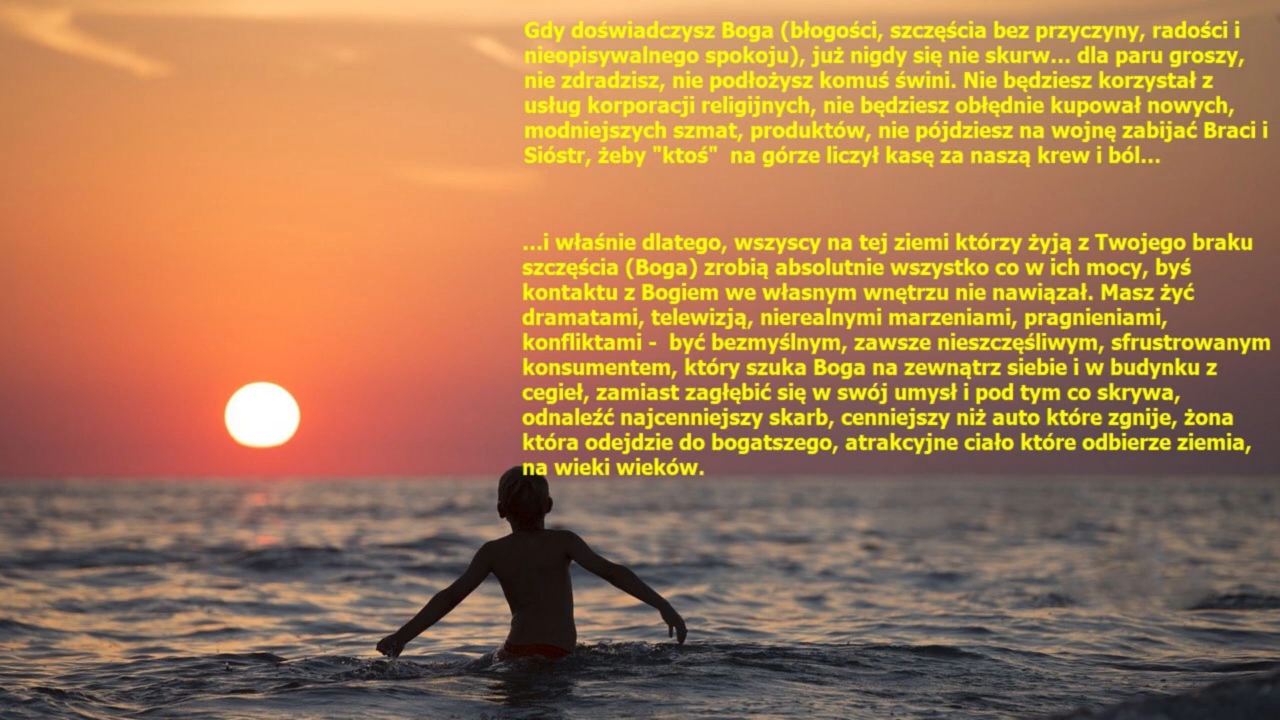 Gdy doświadczysz Boga (błogości, szczęścia bez przyczyny, radości i
nieopisywalnego spokoju), już nigdy się nie skurw... dla paru groszy,
nie zdradzisz, nie podłożysz komuś świni. Nie będziesz korzystał z
usług korporacji religijnych, nie będziesz obłędnie kupował nowych,
modniejszych szmat, produktów, nie pójdziesz na wojnę zabijać Braci i
Sióstr, żeby "ktoś"  na górze liczył kasę za naszą krew i ból...
...i właśnie dlatego, wszyscy na tej ziemi którzy żyją z Twojego braku
szczęścia (Boga) zrobią absolutnie wszystko co w ich mocy, byś
kontaktu z Bogiem we własnym wnętrzu nie nawiązał. Masz żyć
dramatami, telewizją, nierealnymi marzeniami, pragnieniami,
konfliktami -  być bezmyślnym, zawsze nieszczęśliwym, sfrustrowanym
konsumentem, który szuka Boga na zewnątrz siebie i w budynku z
cegieł, zamiast zagłębić się w swój umysł i pod tym co skrywa,
odnaleźć najcenniejszy skarb, cenniejszy niż auto które zgnije, żona
która odejdzie do bogatszego, atrakcyjne ciało które odbierze ziemia,
na wieki wieków.